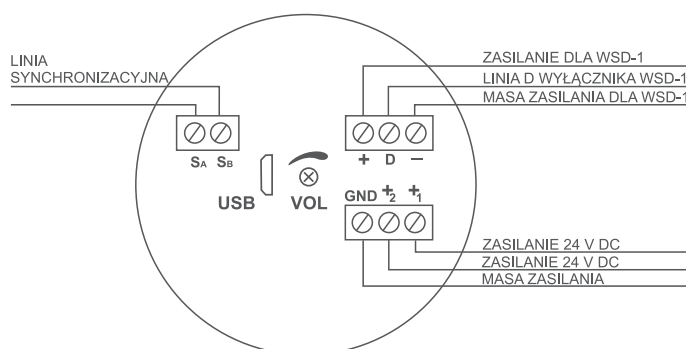 LINIA
SYNCHRONIZACYJNA
ZASILANIE DLA WSD-1
LINIA D WYŁĄCZNIKA WSD-1
MASA ZASILANIA DLA WSD-1
SA SB
+ D –
USB
VOL
GND +2 +1
ZASILANIE 24 V DC
ZASILANIE 24 V DC
MASA ZASILANIA